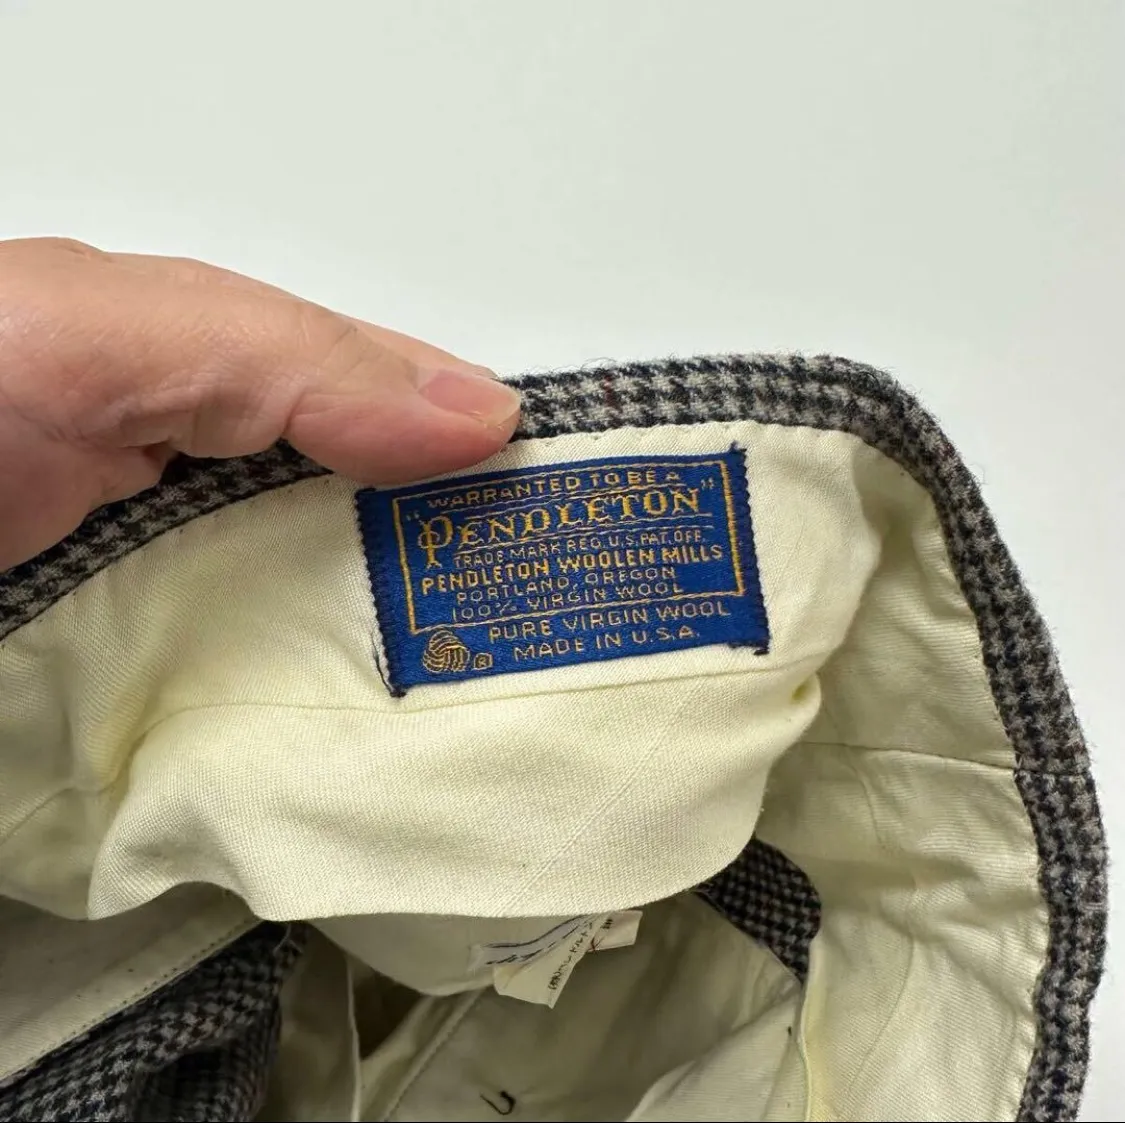 WARRANTED TO BE A
"PENDLETON"
TRADE MARK REG. U.S. PAT. OFF.
PENDLETON WOOLEN MILLS
PORTLAND, OREGON
100% VIRGIN WOOL
PURE VIRGIN WOOL
® MADE IN U.S.A.